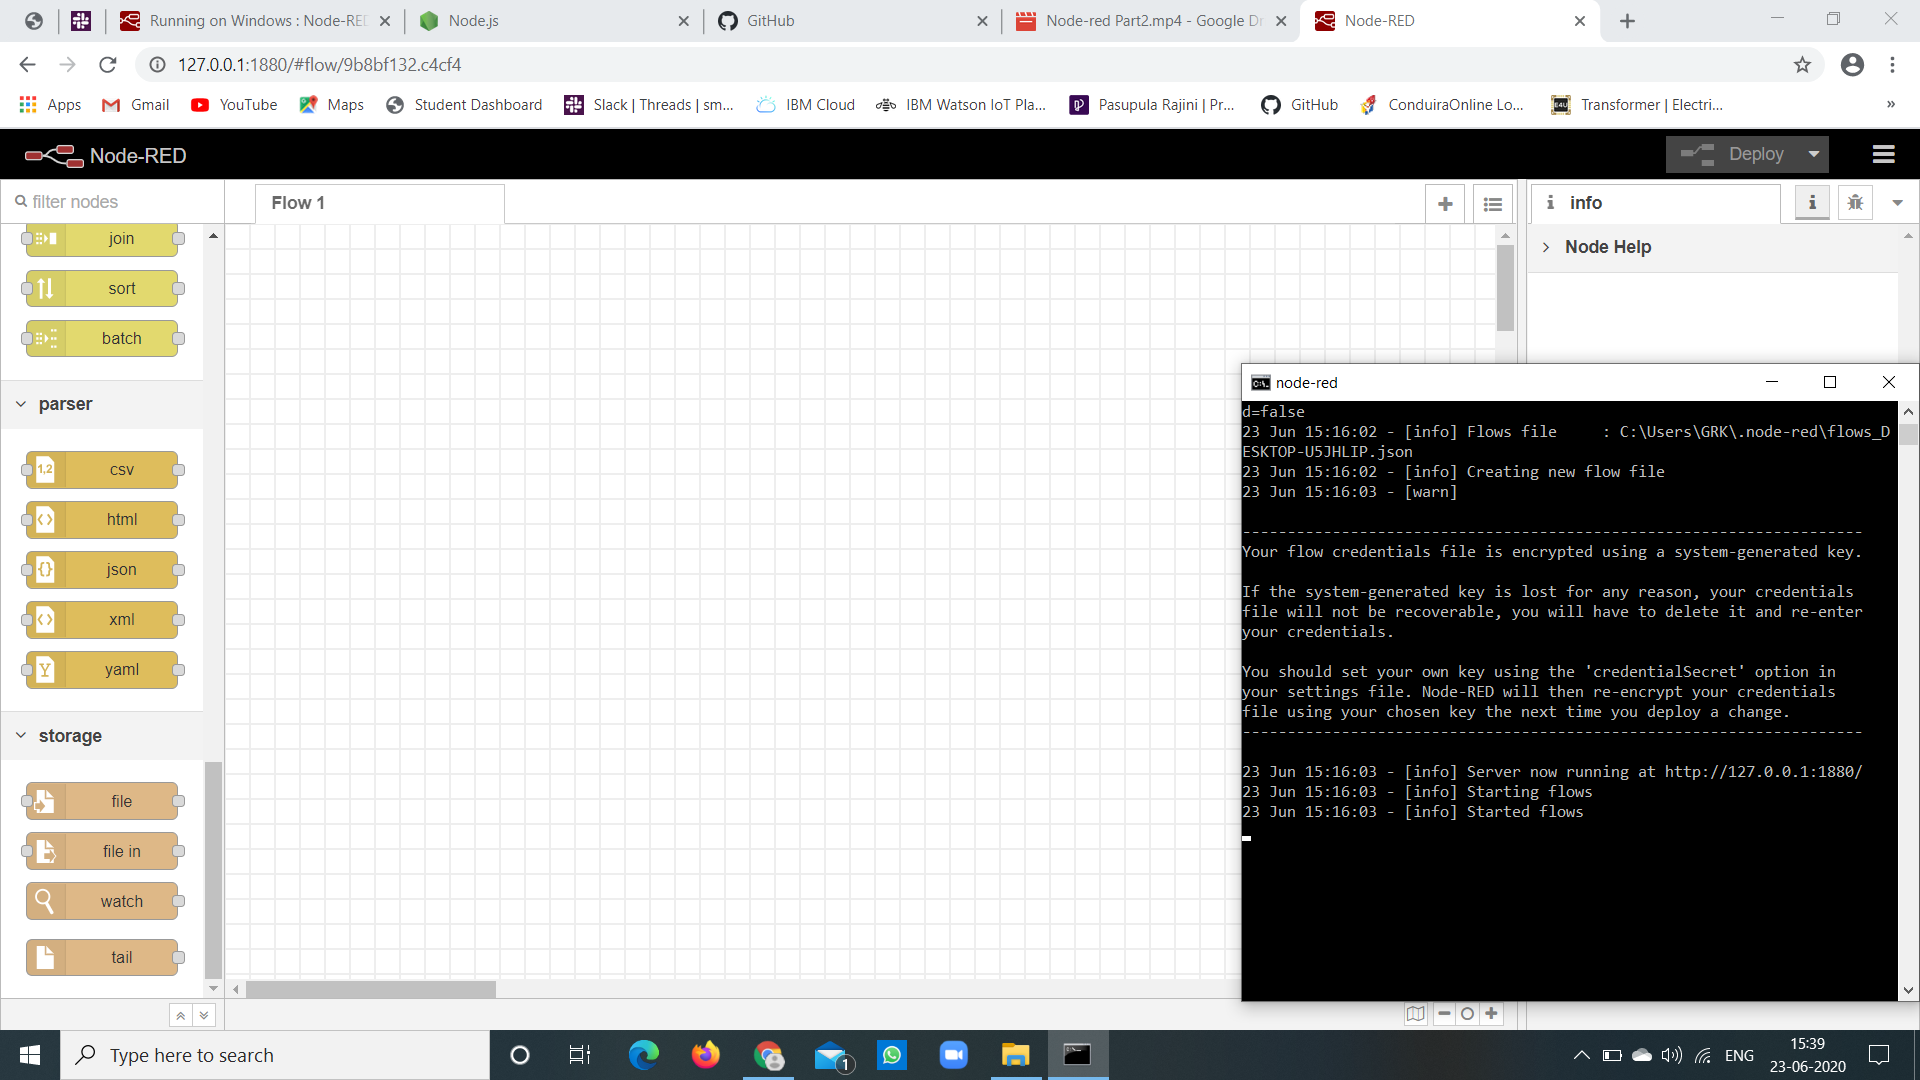 Running on Windows : Node-RED
Node.js
GitHub
Node-red Part2.mp4 - Google Dr
Node-RED
127.0.0.1:1880/#flow/9b8bf132.c4cf4
Apps
Gmail
YouTube
Maps
Student Dashboard
Slack | Threads | sm...
IBM Cloud
IBM Watson IoT Pla...
Pasupula Rajini | Pr...
GitHub
ConduiraOnline Lo...
E4U
Transformer | Electri...
»
Node-RED
Deploy
filter nodes
Flow 1
i info
i
join
sort
batch
parser
1,2 csv
html
json
xml
Y yaml
storage
file
file in
watch
tail
Node Help
node-red
d=false
23 Jun 15:16:02 - [info] Flows file     : C:\Users\GRK\.node-red\flows_D
ESKTOP-U5JHLIP.json
23 Jun 15:16:02 - [info] Creating new flow file
23 Jun 15:16:03 - [warn]
---------------------------------------------------------------------
Your flow credentials file is encrypted using a system-generated key.
If the system-generated key is lost for any reason, your credentials
file will not be recoverable, you will have to delete it and re-enter
your credentials.
You should set your own key using the 'credentialSecret' option in
your settings file. Node-RED will then re-encrypt your credentials
file using your chosen key the next time you deploy a change.
---------------------------------------------------------------------
23 Jun 15:16:03 - [info] Server now running at http://127.0.0.1:1880/
23 Jun 15:16:03 - [info] Starting flows
23 Jun 15:16:03 - [info] Started flows
Type here to search
1
ENG
15:39
23-06-2020